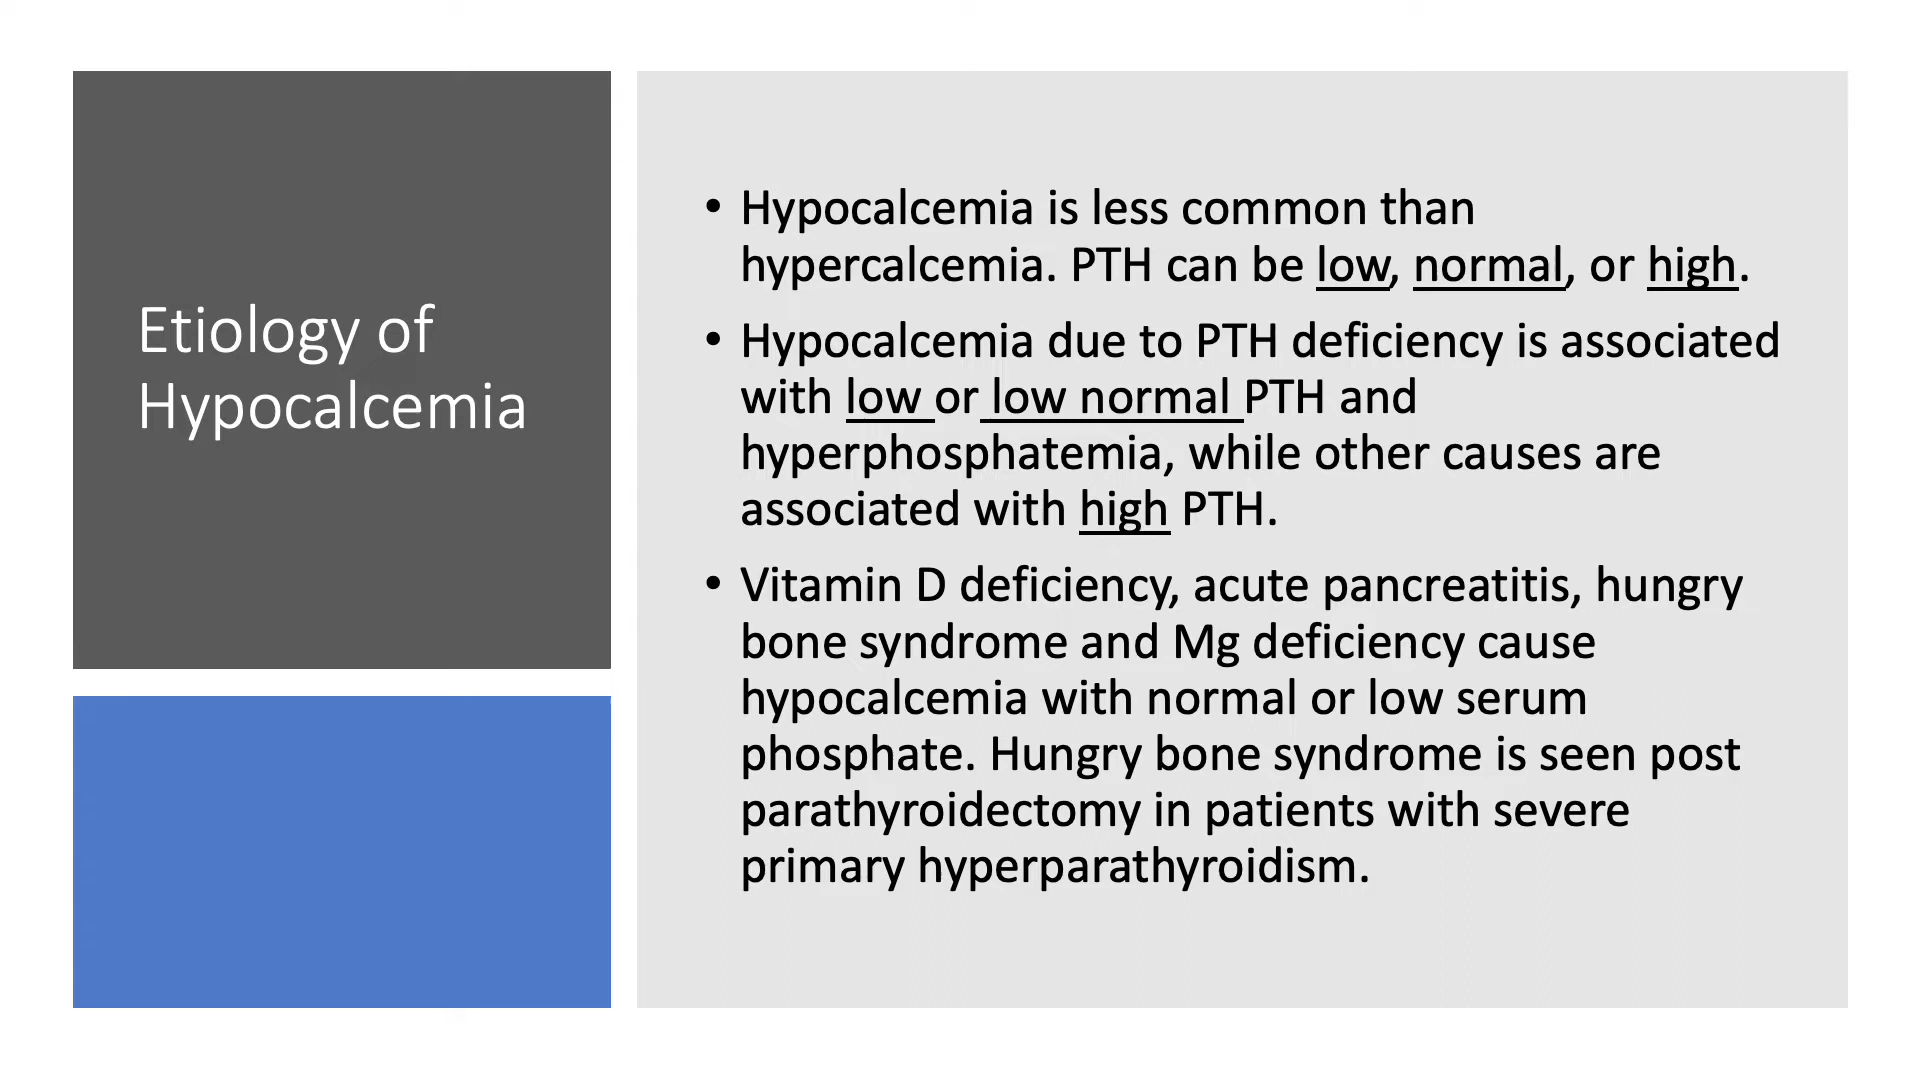 Etiology of
Hypocalcemia
• Hypocalcemia is less common than
hypercalcemia. PTH can be low, normal, or high.
• Hypocalcemia due to PTH deficiency is associated
with low or low normal PTH and
hyperphosphatemia, while other causes are
associated with high PTH.
• Vitamin D deficiency, acute pancreatitis, hungry
bone syndrome and Mg deficiency cause
hypocalcemia with normal or low serum
phosphate. Hungry bone syndrome is seen post
parathyroidectomy in patients with severe
primary hyperparathyroidism.